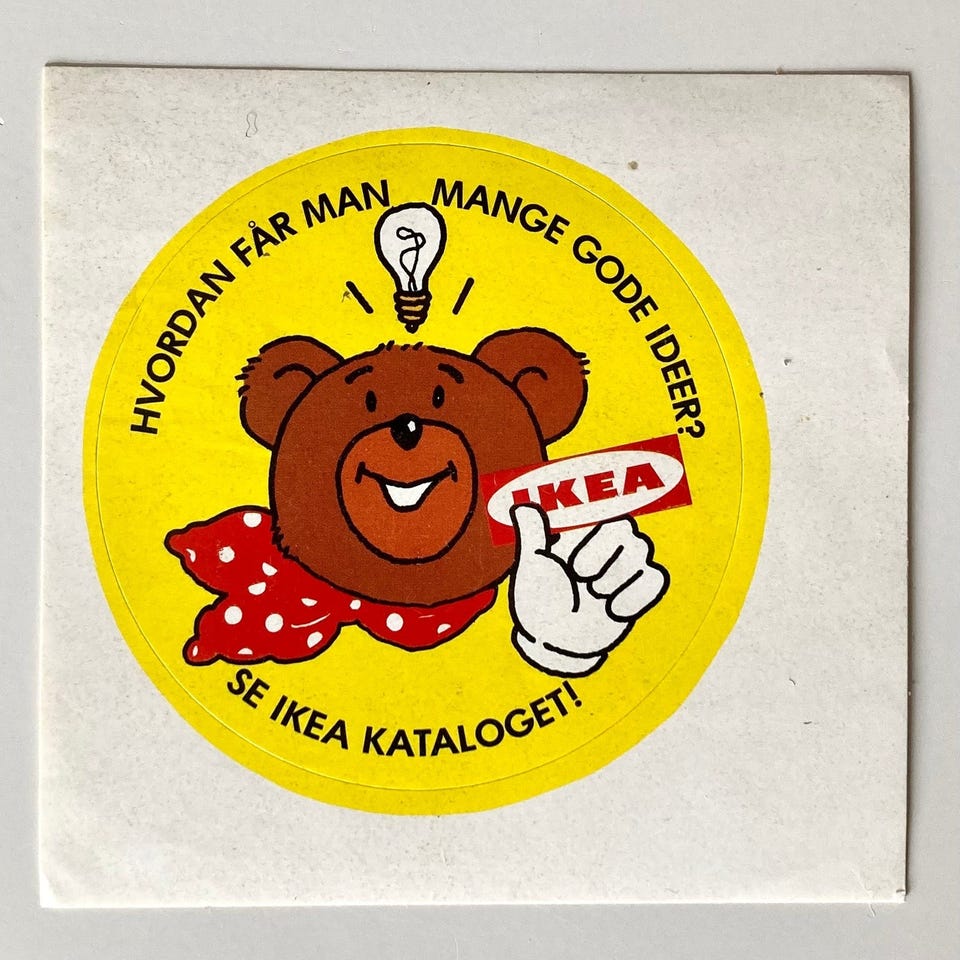 HVORDAN FÅR MAN MANGE GODE IDEER?
IKEA
SE IKEA KATALOGET!